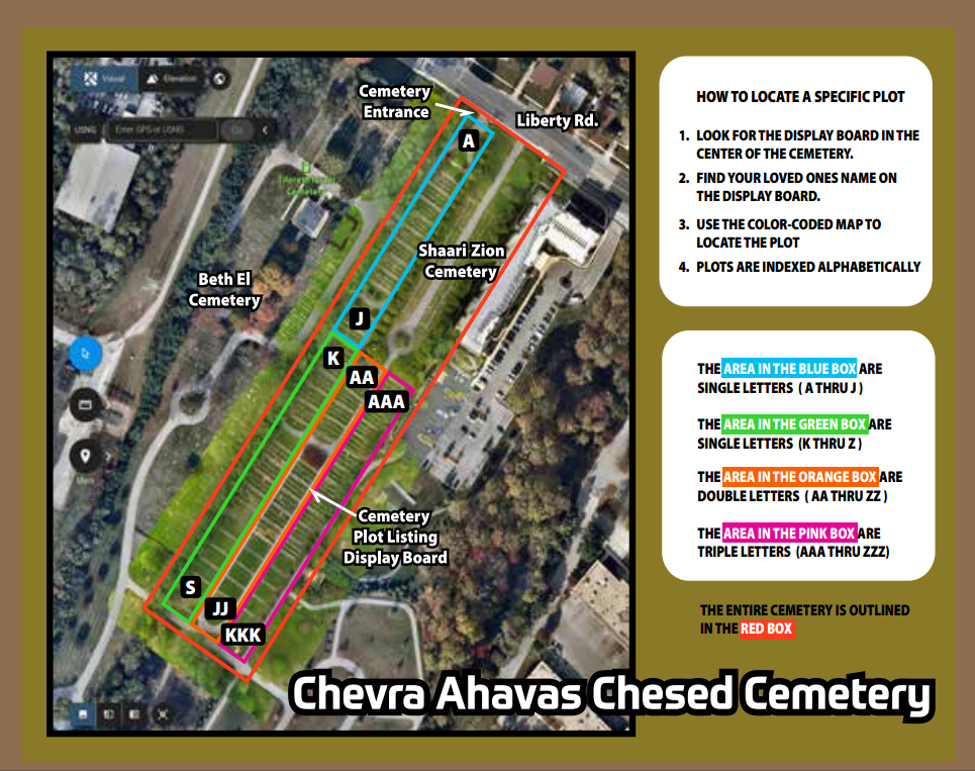 Visual
Elevation
USNG
Enter GPS or USNG
Go
Cemetery
Entrance
Liberty Rd.
A
Shaari Zion
Cemetery
Beth El
Cemetery
J
K
AA
AAA
Cemetery
Plot Listing
Display Board
S
JJ
KKK
HOW TO LOCATE A SPECIFIC PLOT
1. LOOK FOR THE DISPLAY BOARD IN THE
CENTER OF THE CEMETERY.
2. FIND YOUR LOVED ONES NAME ON
THE DISPLAY BOARD.
3. USE THE COLOR-CODED MAP TO
LOCATE THE PLOT
4. PLOTS ARE INDEXED ALPHABETICALLY
THE AREA IN THE BLUE BOX ARE
SINGLE LETTERS ( A THRU J )
THE AREA IN THE GREEN BOX ARE
SINGLE LETTERS (K THRU Z )
THE AREA IN THE ORANGE BOX ARE
DOUBLE LETTERS ( AA THRU ZZ )
THE AREA IN THE PINK BOX ARE
TRIPLE LETTERS (AAA THRU ZZZ)
THE ENTIRE CEMETERY IS OUTLINED
IN THE RED BOX
Chevra Ahavas Chesed Cemetery